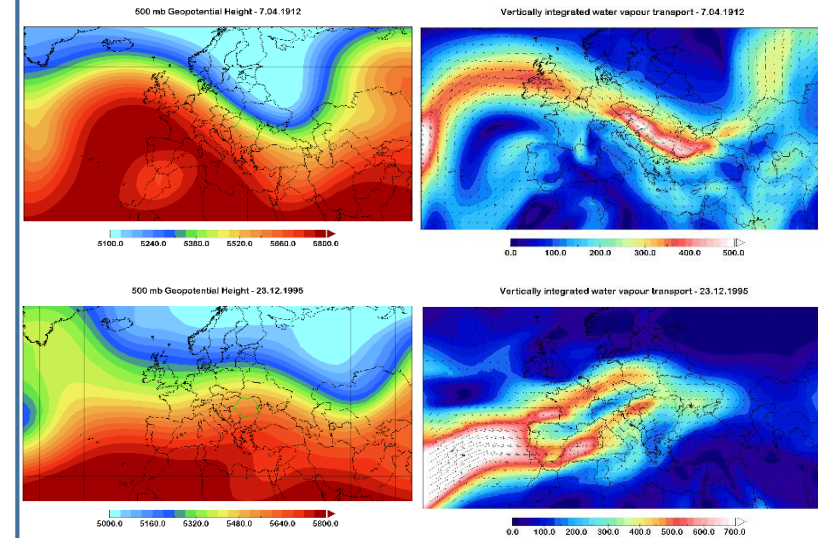 500 mb Geopotential Height - 7.04.1912
Vertically integrated water vapour transport - 7.04.1912
5100.0 5240.0 5380.0 5520.0 5660.0 5800.0
0.0 100.0 200.0 300.0 400.0 500.0
500 mb Geopotential Height - 23.12.1995
Vertically integrated water vapour transport - 23.12.1995
5000.0 5160.0 5320.0 5480.0 5640.0 5800.0
0.0 100.0 200.0 300.0 400.0 500.0 600.0 700.0